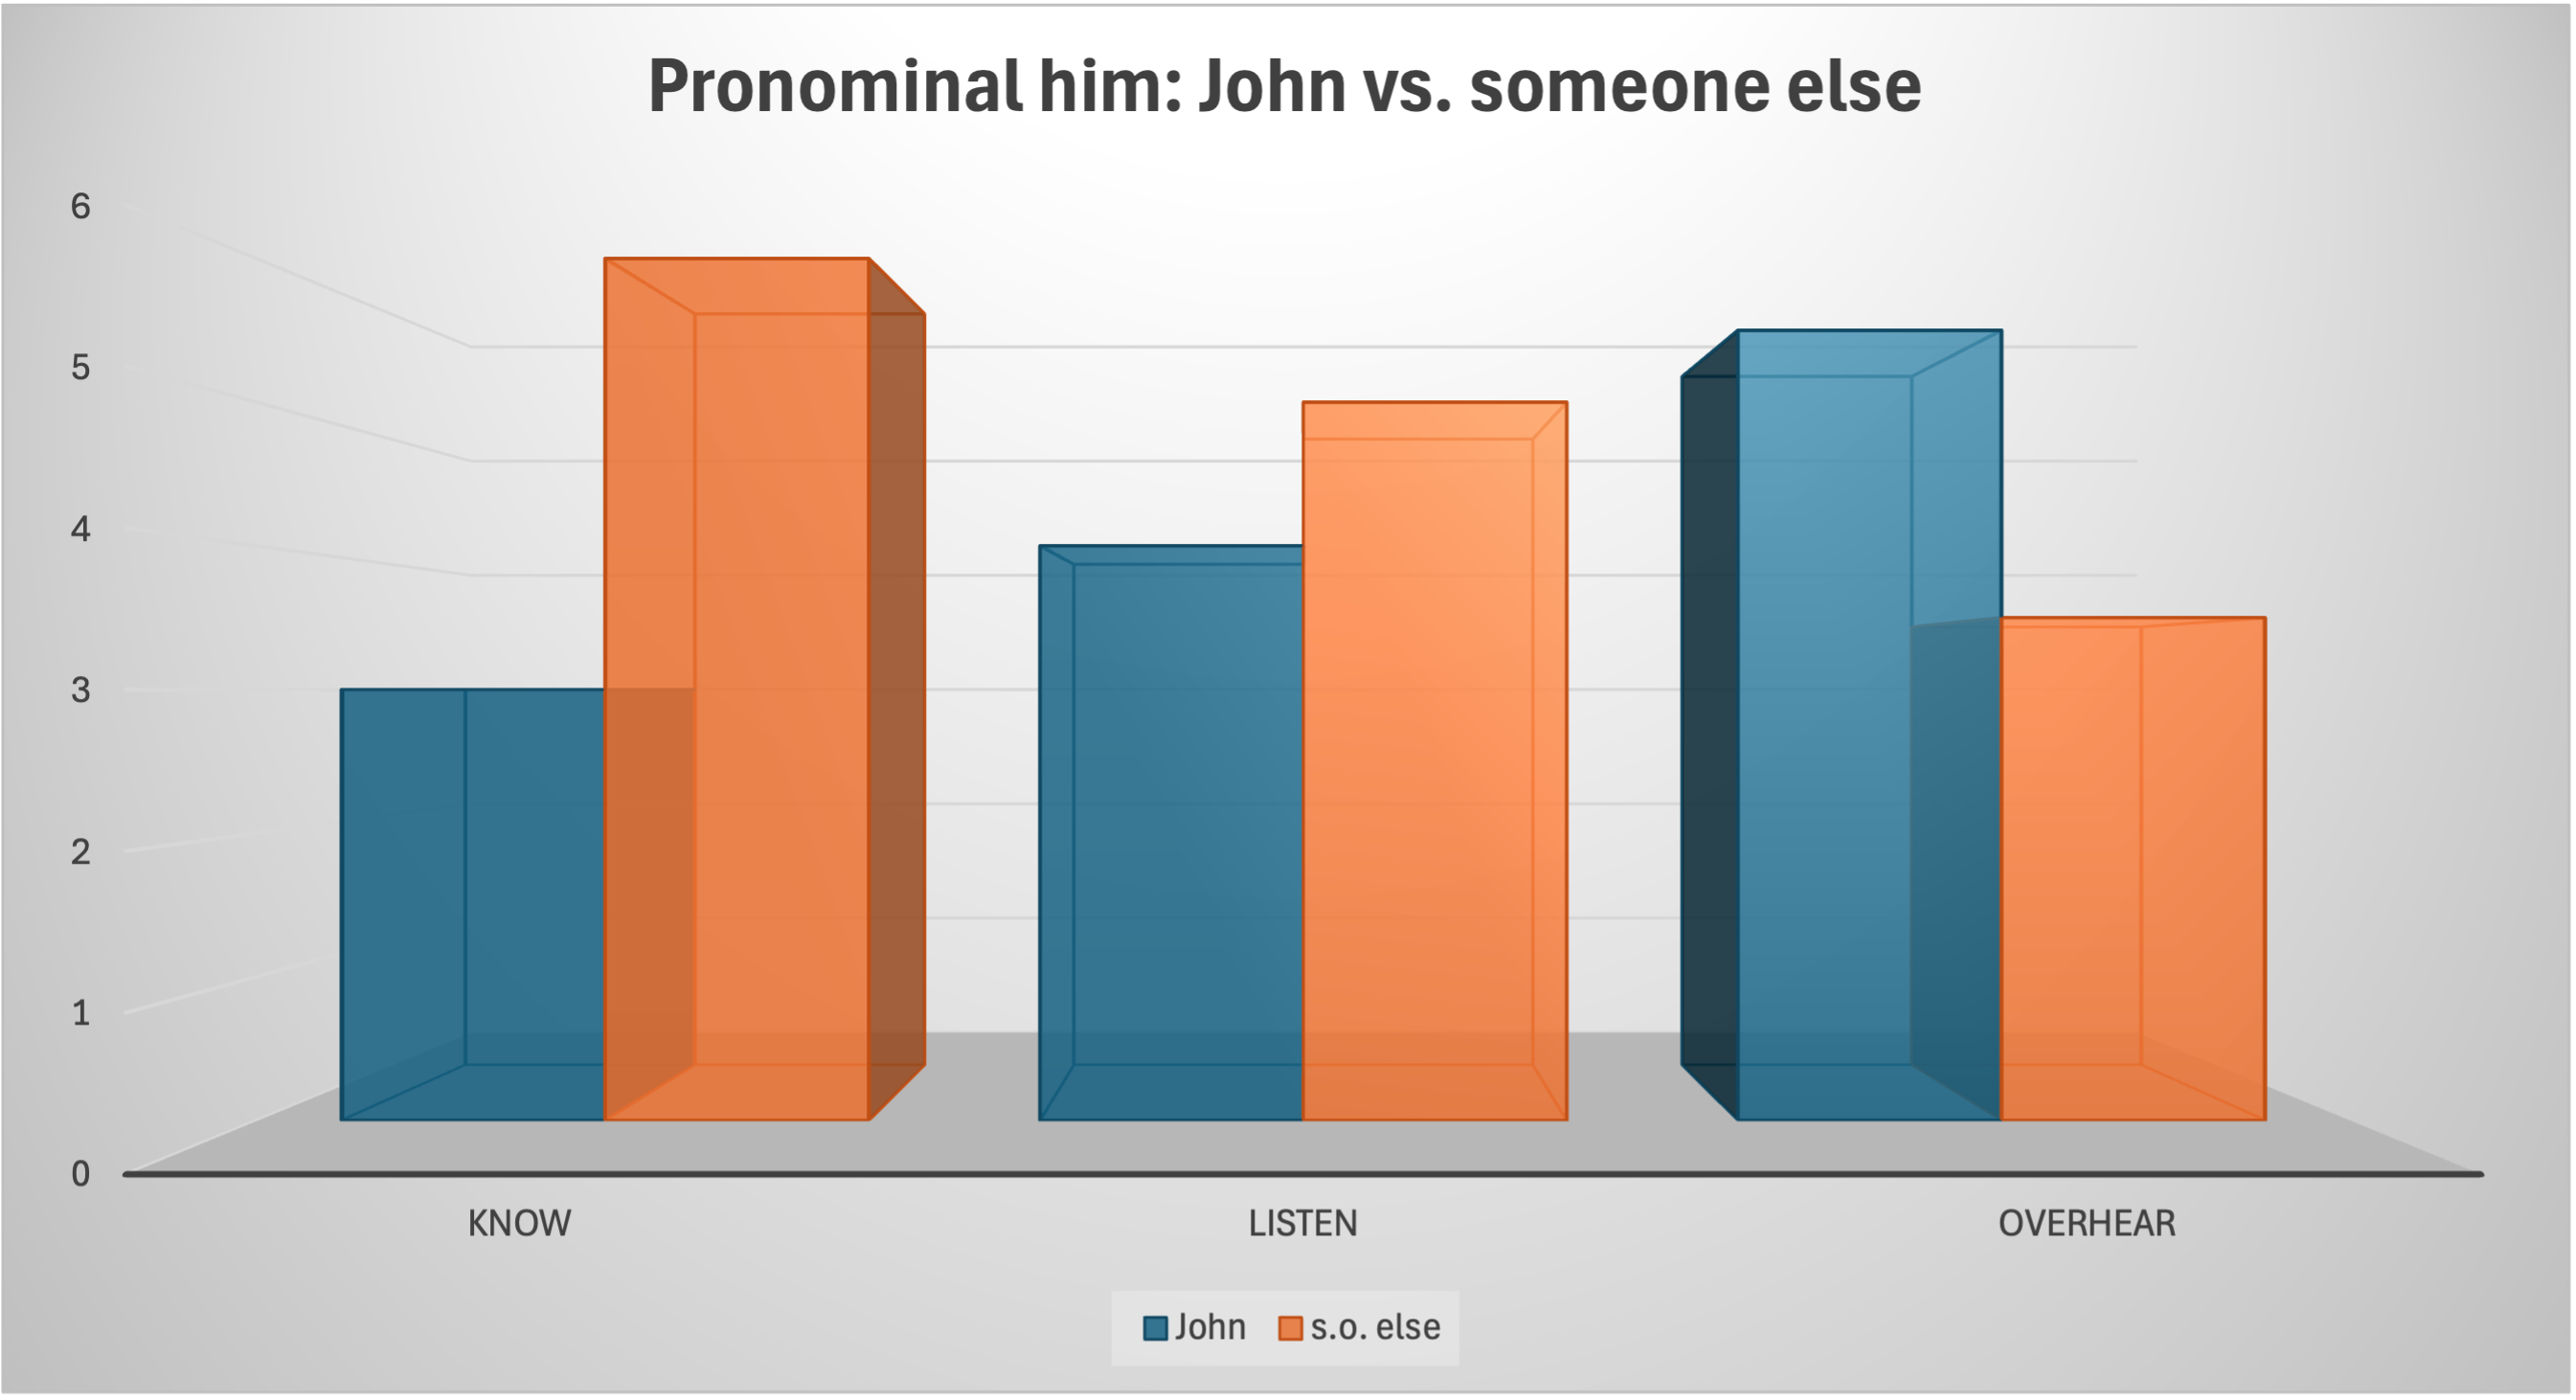 Pronominal him: John vs. someone else
6
5
4
3
2
1
0
KNOW
LISTEN
OVERHEAR
John
s.o. else